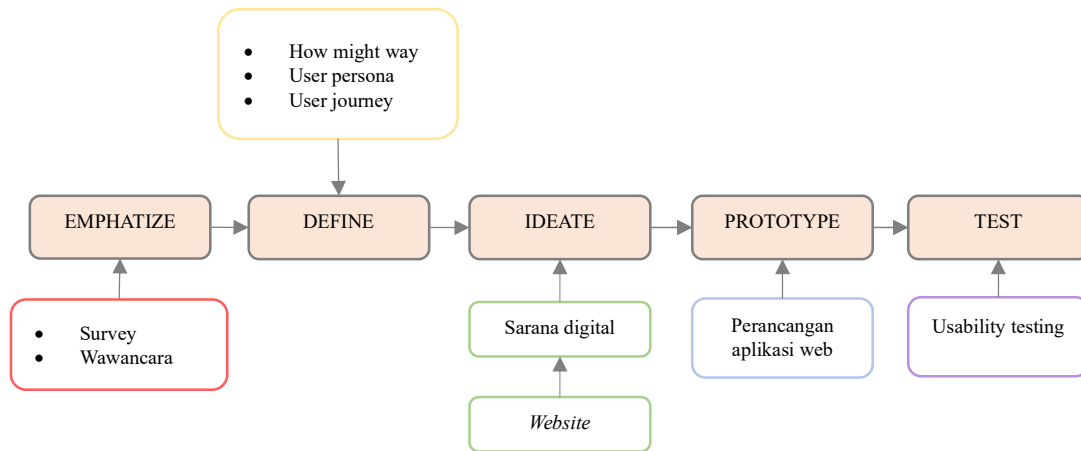 • How might way
• User persona
• User journey
EMPHATIZE
DEFINE
IDEATE
PROTOTYPE
TEST
• Survey
• Wawancara
Sarana digital
Perancangan
aplikasi web
Usability testing
Website